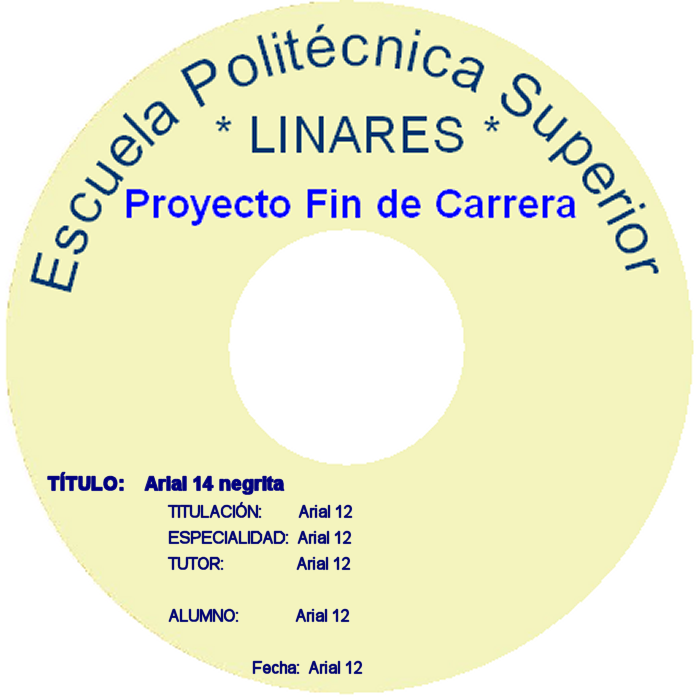 Escuela Politécnica Superior
* LINARES *
Proyecto Fin de Carrera
TÍTULO: Arial 14 negrita
TITULACIÓN: Arial 12
ESPECIALIDAD: Arial 12
TUTOR: Arial 12
ALUMNO: Arial 12
Fecha: Arial 12